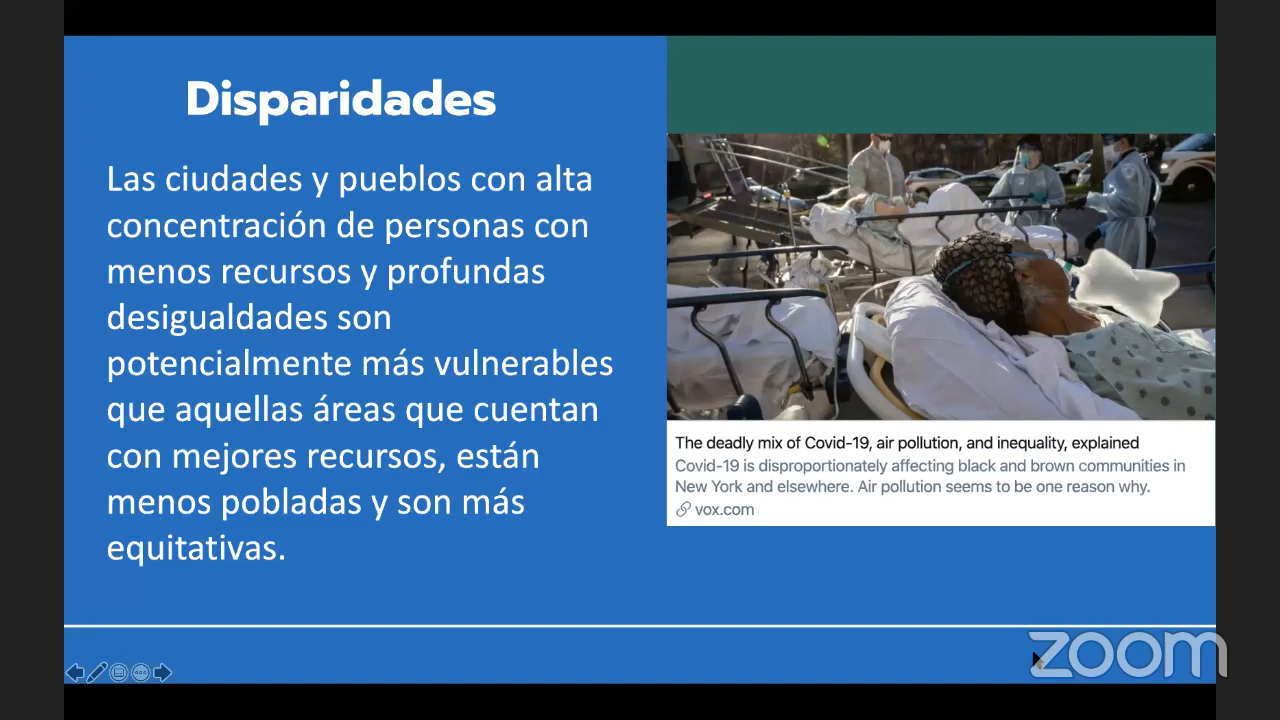 Disparidades
Las ciudades y pueblos con alta
concentración de personas con
menos recursos y profundas
desigualdades son
potencialmente más vulnerables
que aquellas áreas que cuentan
con mejores recursos, están
menos pobladas y son más
equitativas.
The deadly mix of Covid-19, air pollution, and inequality, explained
Covid-19 is disproportionately affecting black and brown communities in
New York and elsewhere. Air pollution seems to be one reason why.
vox.com
zoom